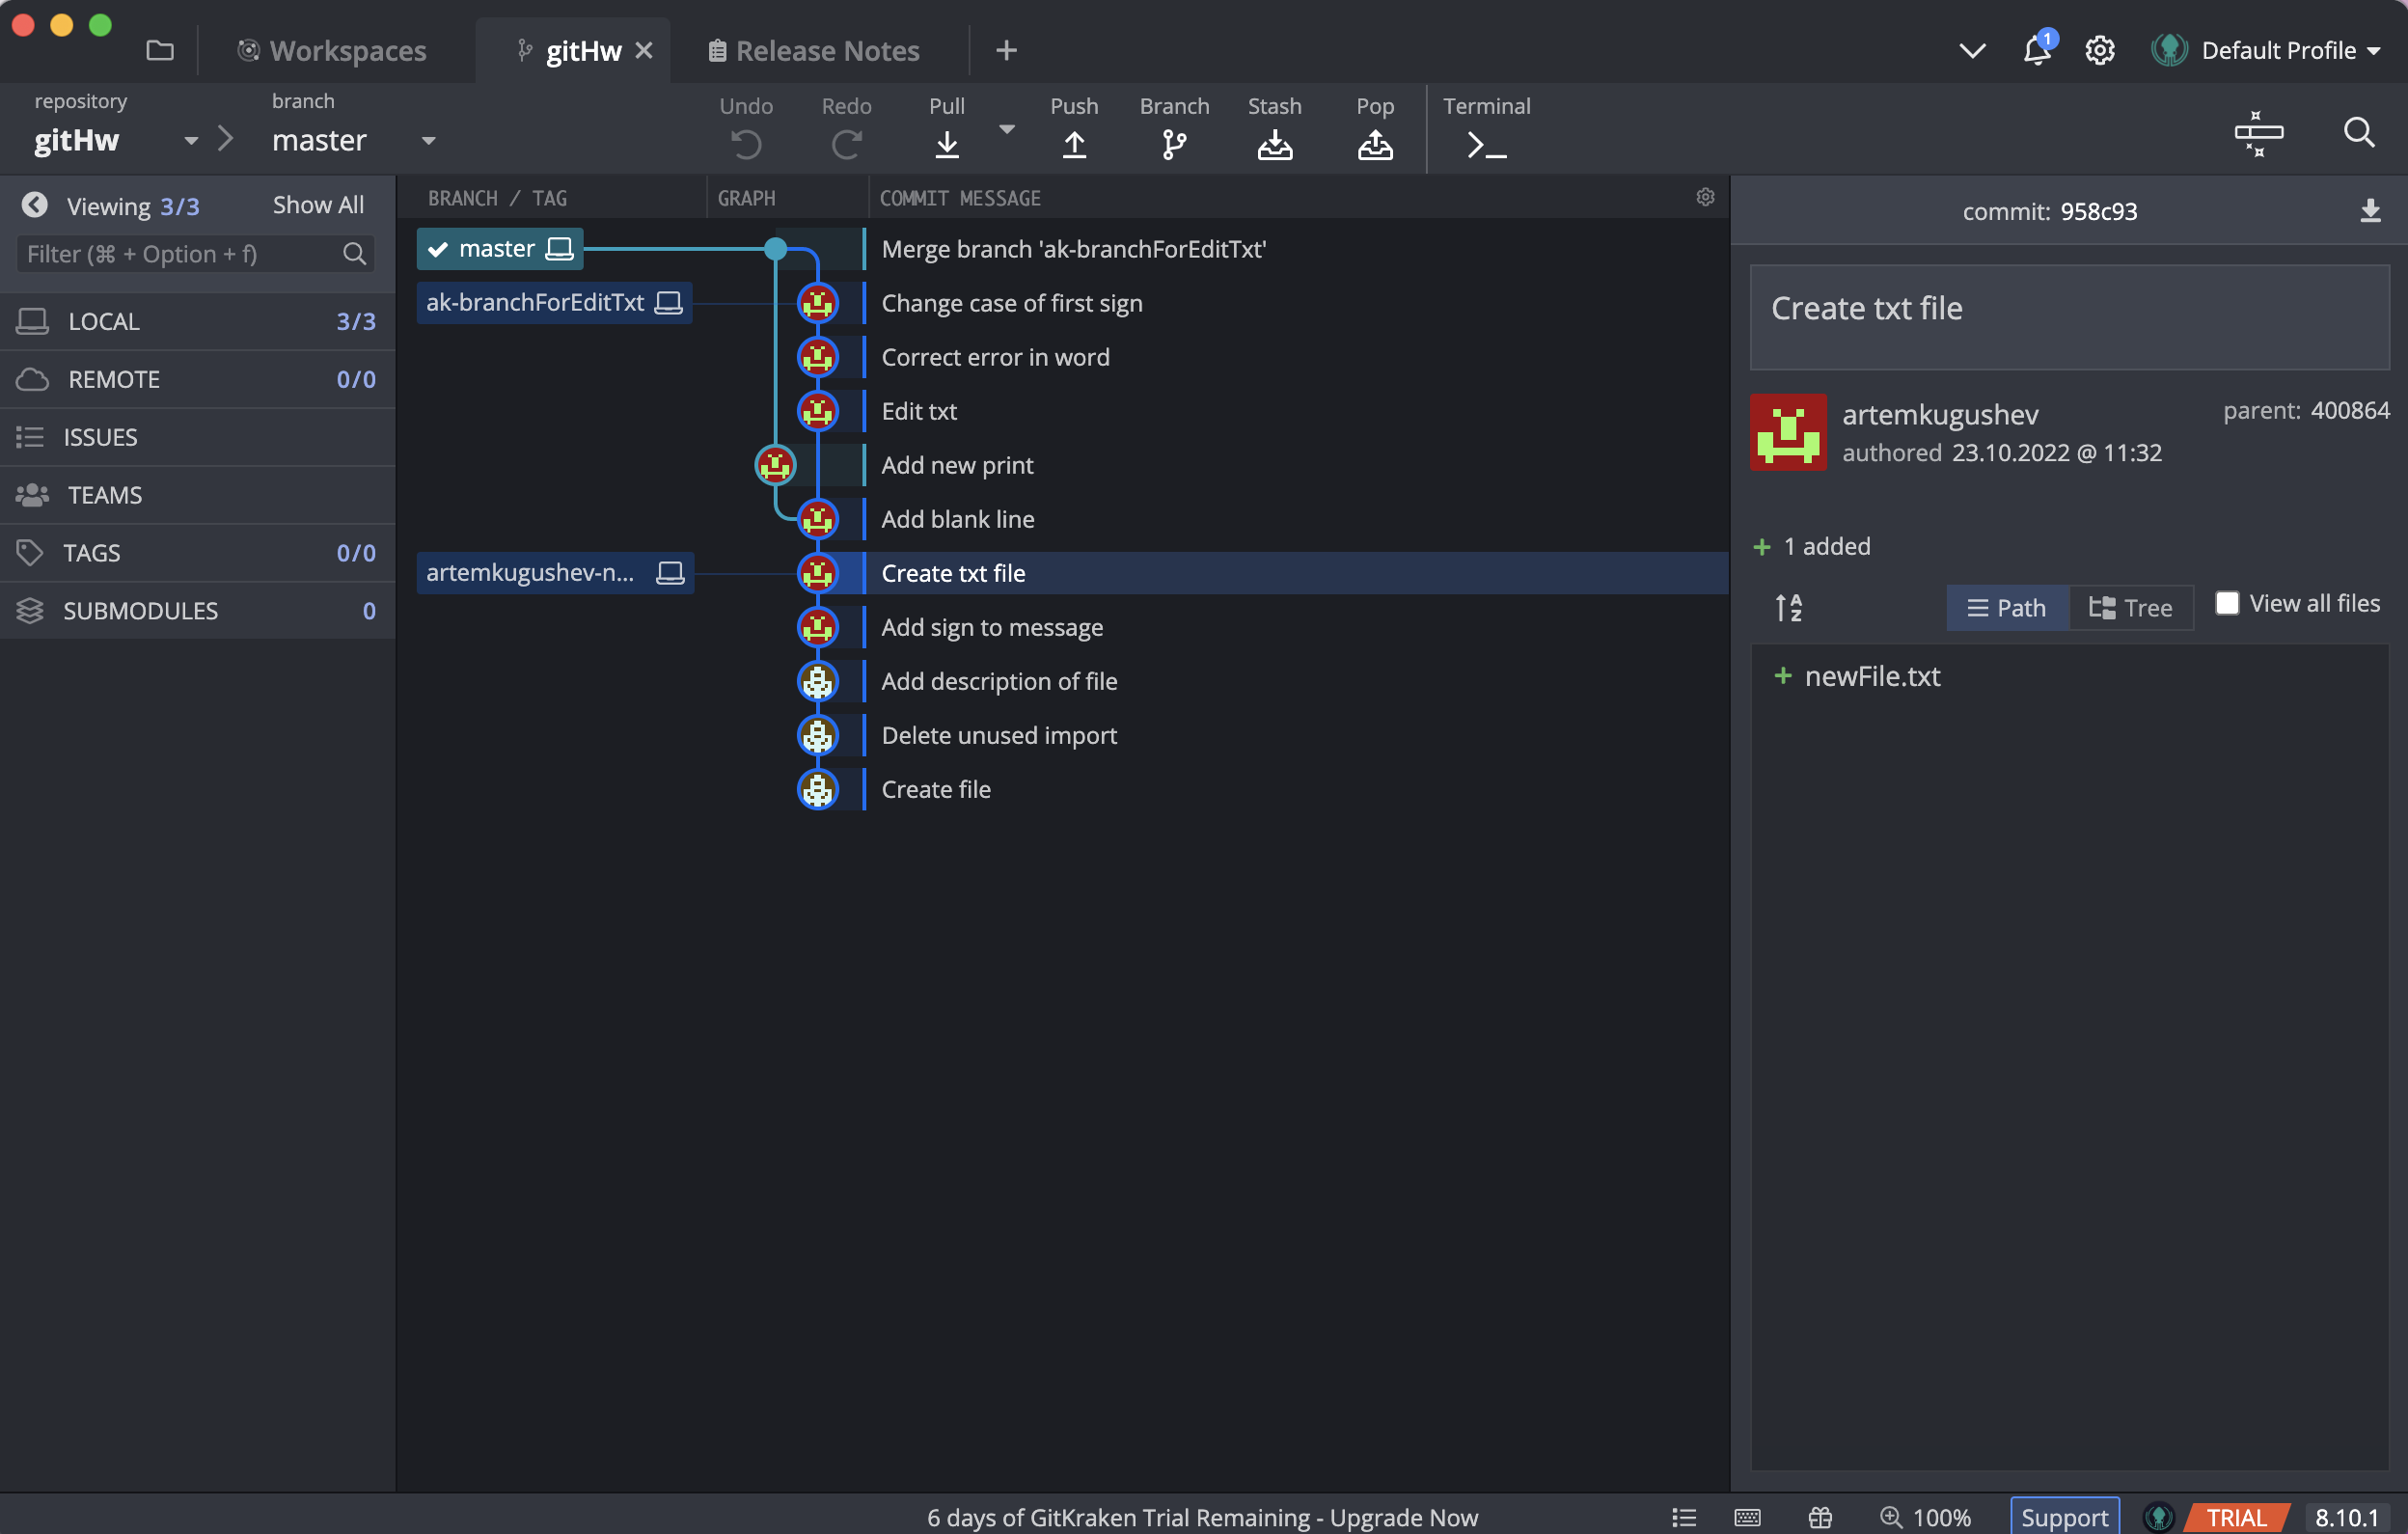 Workspaces
gitHw
Release Notes
1
Default Profile
repository
gitHw
branch
master
Undo
Redo
Pull
Push
Branch
Stash
Pop
Terminal
Viewing 3/3
Show All
Filter (⌘ + Option + f)
LOCAL 3/3
REMOTE 0/0
ISSUES
TEAMS
TAGS 0/0
SUBMODULES 0
BRANCH / TAG
GRAPH
COMMIT MESSAGE
master
Merge branch 'ak-branchForEditTxt'
ak-branchForEditTxt
Change case of first sign
Correct error in word
Edit txt
Add new print
Add blank line
artemkugushev-n...
Create txt file
Add sign to message
Add description of file
Delete unused import
Create file
commit: 958c93
Create txt file
artemkugushev
parent: 400864
authored 23.10.2022 @ 11:32
+ 1 added
A
Z
Path
Tree
View all files
+ newFile.txt
6 days of GitKraken Trial Remaining - Upgrade Now
100%
Support
TRIAL
8.10.1